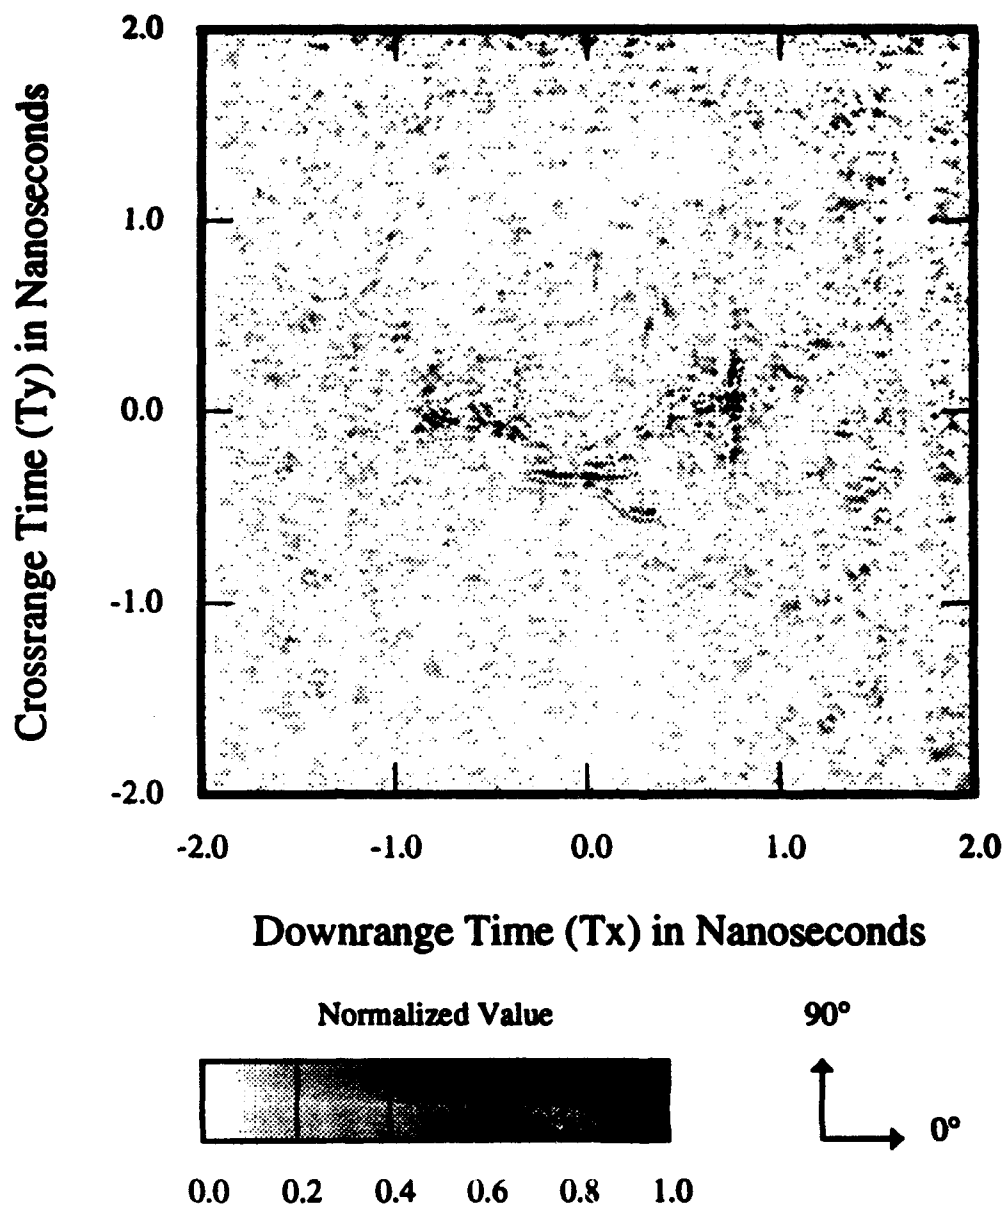 2.0
1.0
0.0
-1.0
-2.0
Crossrange Time (Ty) in Nanoseconds
-2.0 -1.0 0.0 1.0 2.0
Downrange Time (Tx) in Nanoseconds
Normalized Value
0.0 0.2 0.4 0.6 0.8 1.0
90°
0°